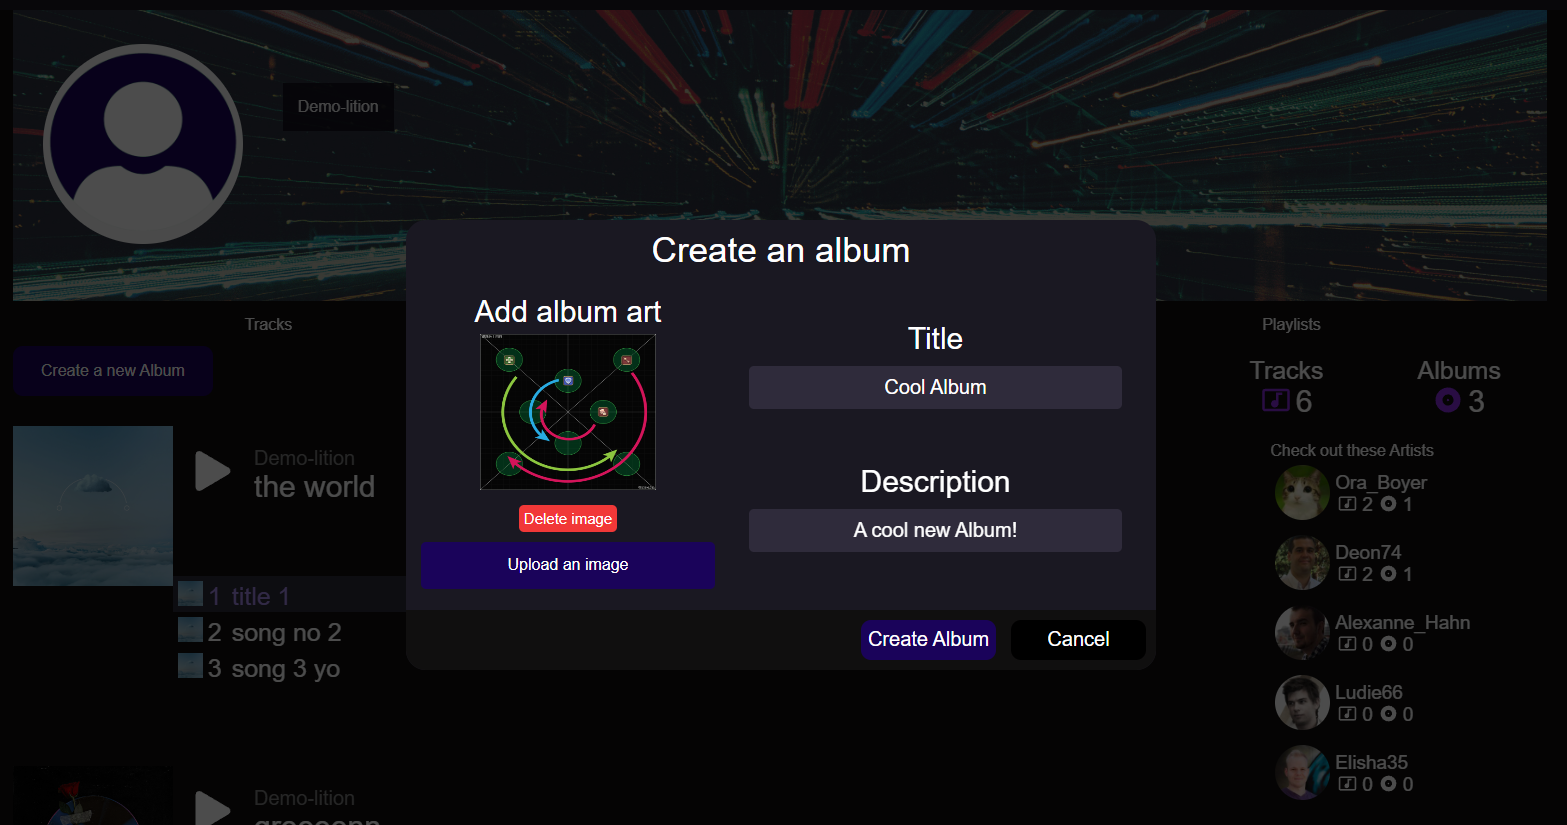 Demo-lition
Create an album
Add album art
Title
Cool Album
Description
A cool new Album!
Delete image
Upload an image
Create Album
Cancel
Tracks
Create a new Album
Demo-lition
the world
1 title 1
2 song no 2
3 song 3 yo
Demo-lition
Playlists
Tracks
6
Albums
3
Check out these Artists
Ora_Boyer
2 1
Deon74
2 1
Alexanne_Hahn
0 0
Ludie66
0 0
Elisha35
0 0